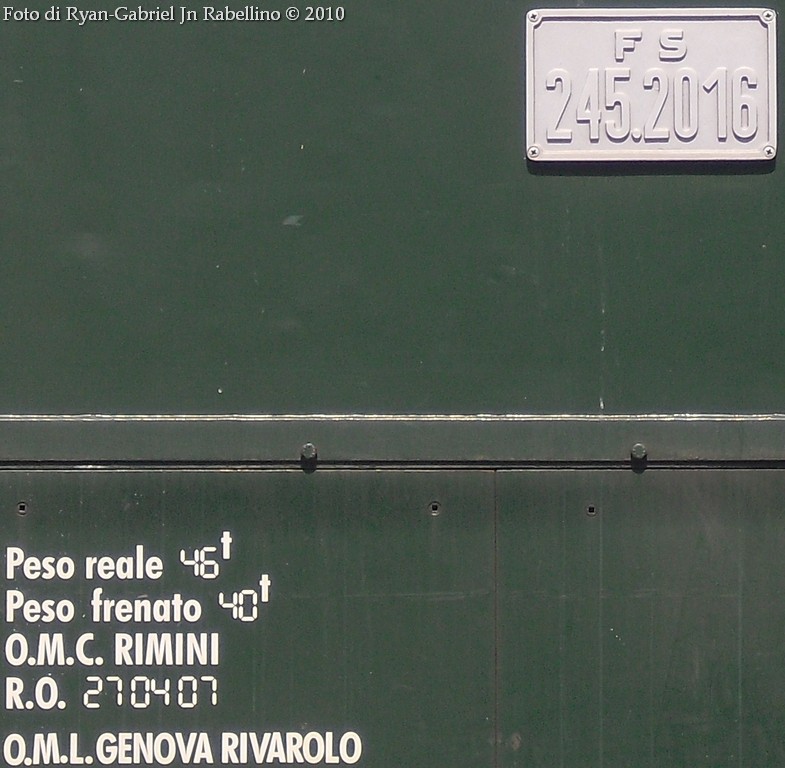 Foto di Ryan-Gabriel Jn Rabellino © 2010
FS
245.2016
Peso reale 46t
Peso frenato 40t
O.M.C. RIMINI
R.O. 270407
O.M.L. GENOVA RIVAROLO